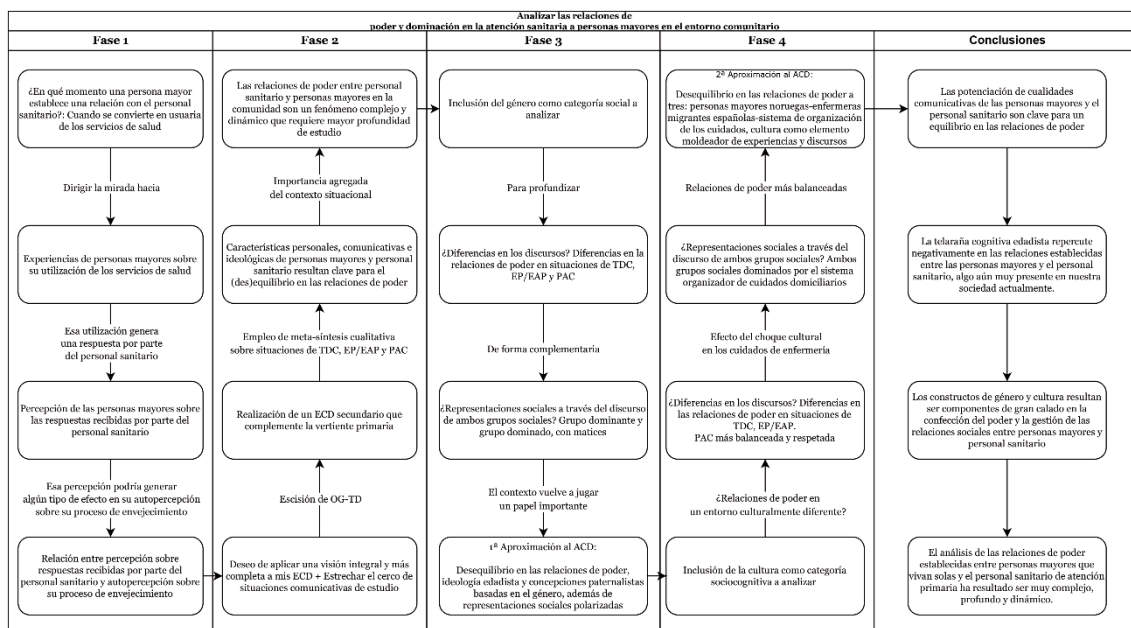 Analizar las relaciones de
poder y dominación en la atención sanitaria a personas mayores en el entorno comunitario
Fase 1
¿En qué momento una persona mayor
establece una relación con el personal
sanitario?: Cuando se convierte en usuaria
de los servicios de salud
Dirigir la mirada hacia
Experiencias de personas mayores sobre
su utilización de los servicios de salud
Esa utilización genera
una respuesta por parte
del personal sanitario
Percepción de las personas mayores sobre
las respuestas recibidas por parte del
personal sanitario
Esa percepción podría generar
algún tipo de efecto en su autopercepción
sobre su proceso de envejecimiento
Relación entre percepción sobre
respuestas recibidas por parte del
personal sanitario y autopercepción sobre
su proceso de envejecimiento
Fase 2
Las relaciones de poder entre personal
sanitario y personas mayores en la
comunidad son un fenómeno complejo y
dinámico que requiere mayor profundidad
de estudio
Importancia agregada
del contexto situacional
Características personales, comunicativas e
ideológicas de personas mayores y personal
sanitario resultan clave para el
(des)equilibrio en las relaciones de poder
Empleo de meta-síntesis cualitativa
sobre situaciones de TDC, EP/EAP y PAC
Realización de un ECD secundario que
complemente la vertiente primaria
Escisión de OG-TD
Deseo de aplicar una visión integral y más
completa a mis ECD + Estrechar el cerco de
situaciones comunicativas de estudio
Fase 3
Inclusión del género como categoría social a
analizar
Para profundizar
¿Diferencias en los discursos? Diferencias en la
relaciones de poder en situaciones de TDC,
EP/EAP y PAC
De forma complementaria
¿Representaciones sociales a través del discurso
de ambos grupos sociales? Grupo dominante y
grupo dominado, con matices
El contexto vuelve a jugar
un papel importante
1ª Aproximación al ACD:
Desequilibrio en las relaciones de poder,
ideología edadista y concepciones paternalistas
basadas en el género, además de
representaciones sociales polarizadas
Fase 4
2ª Aproximación al ACD:
Desequilibrio en las relaciones de poder a
tres: personas mayores noruegas-enfermeras
migrantes españolas-sistema de organización
de los cuidados, cultura como elemento
moldeador de experiencias y discursos
Relaciones de poder más balanceadas
¿Representaciones sociales a través del
discurso de ambos grupos sociales? Ambos
grupos sociales dominados por el sistema
organizador de cuidados domiciliarios
Efecto del choque cultural
en los cuidados de enfermería
¿Diferencias en los discursos? Diferencias en
las relaciones de poder en situaciones de
TDC, EP/EAP.
PAC más balanceada y respetada
¿Relaciones de poder en
un entorno culturalmente diferente?
Inclusión de la cultura como categoría
sociocognitiva a analizar
Conclusiones
Las potenciación de cualidades
comunicativas de las personas mayores y el
personal sanitario son clave para un
equilibrio en las relaciones de poder
La telaraña cognitiva edadista repercute
negativamente en las relaciones establecidas
entre las personas mayores y el personal
sanitario, algo aún muy presente en nuestra
sociedad actualmente.
Los constructos de género y cultura resultan
ser componentes de gran calado en la
confección del poder y la gestión de las
relaciones sociales entre personas mayores y
personal sanitario
El análisis de las relaciones de poder
establecidas entre personas mayores que
vivan solas y el personal sanitario de atención
primaria ha resultado ser muy complejo,
profundo y dinámico.